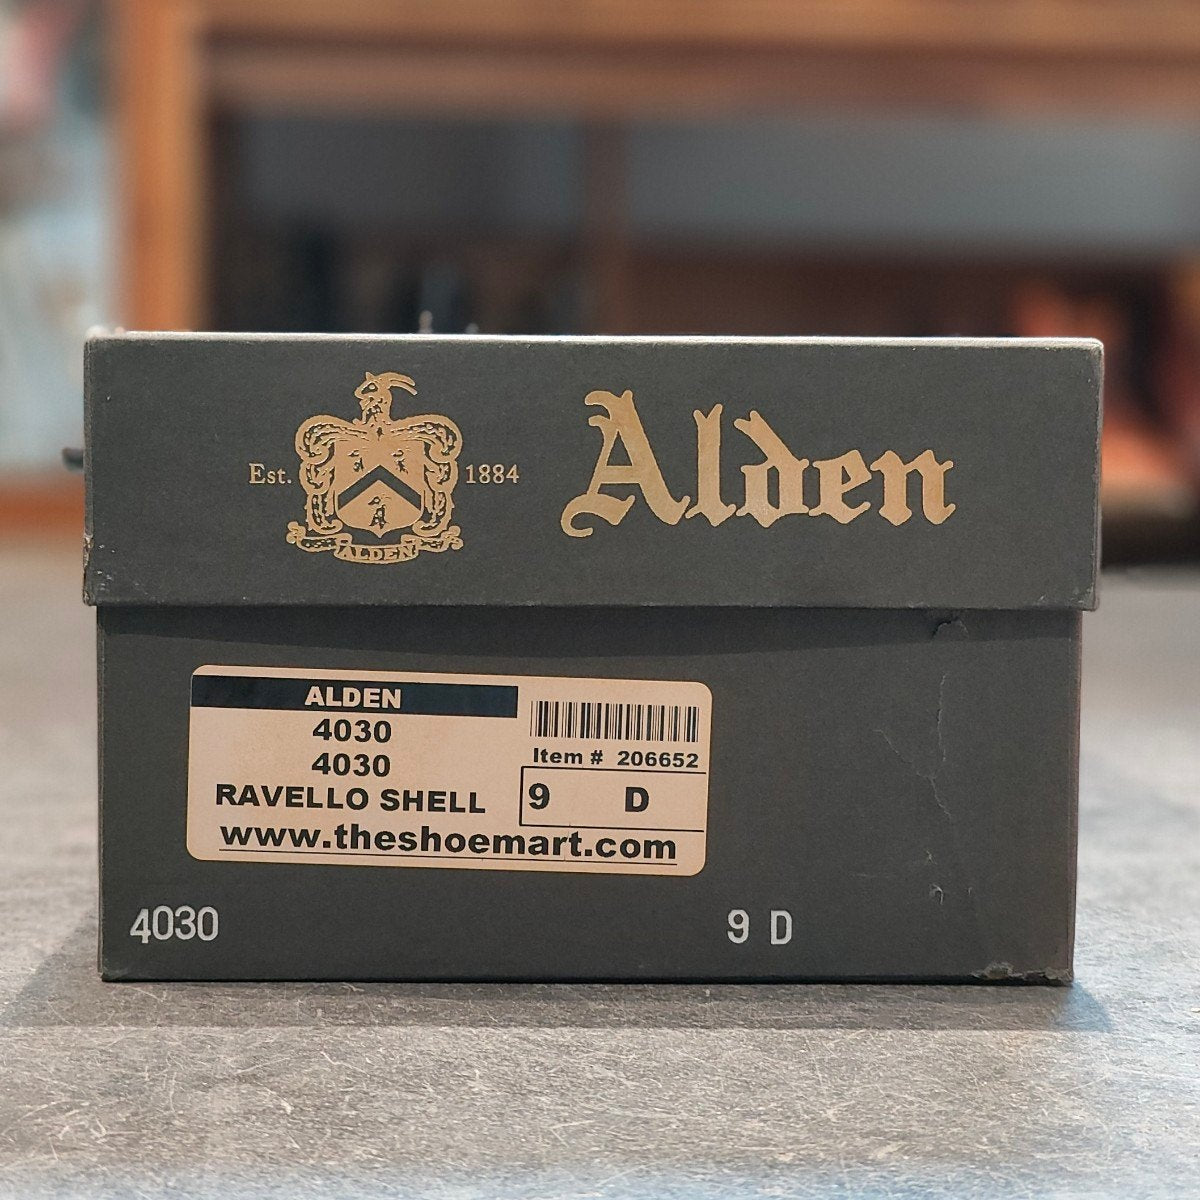 Est. 1884
ALDEN
Alden
ALDEN
4030
4030
RAVELLO SHELL
www.theshoemart.com
Item # 206652
9 D
4030
9 D